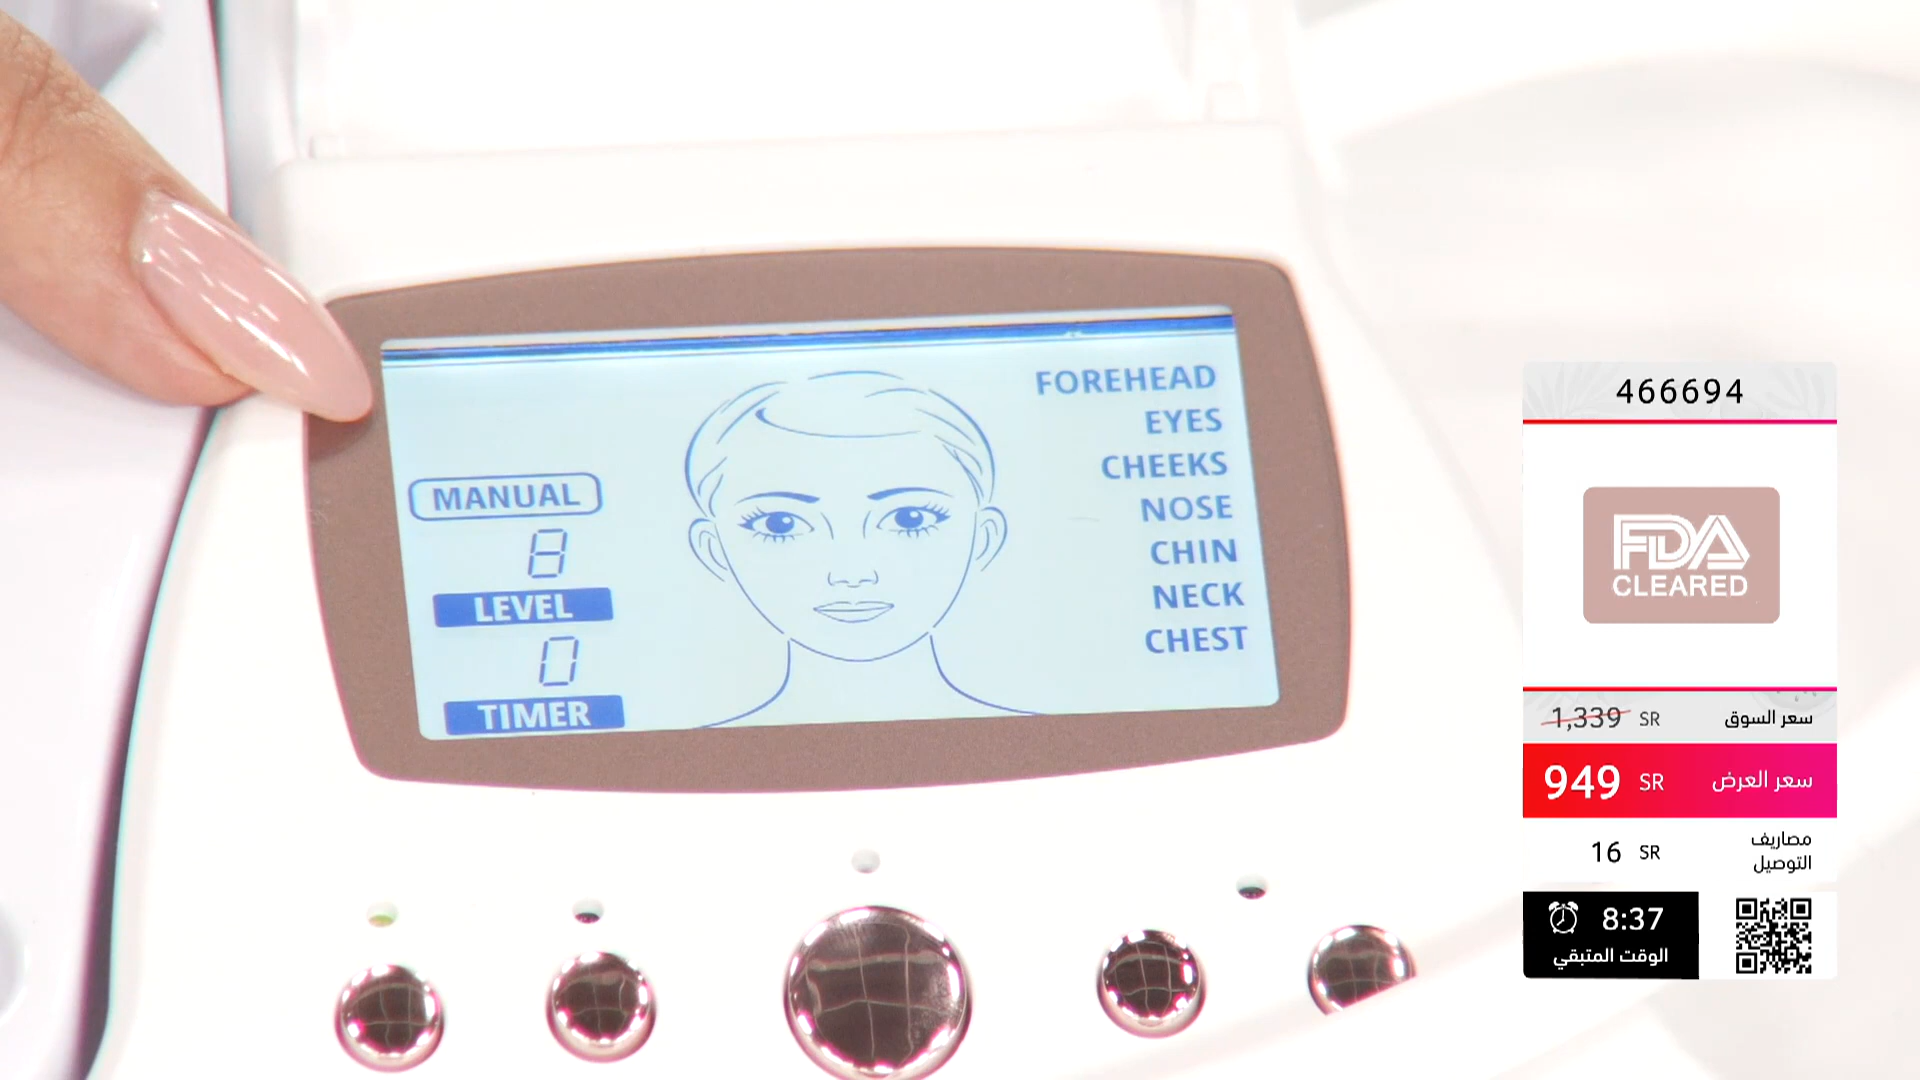 MANUAL
8
LEVEL
0
TIMER
FOREHEAD
EYES
CHEEKS
NOSE
CHIN
NECK
CHEST
466694
FDA
CLEARED
1,339 SR سعر السوق
949 SR سعر العرض
16 SR مصاريف التوصيل
8:37
الوقت المتبقي